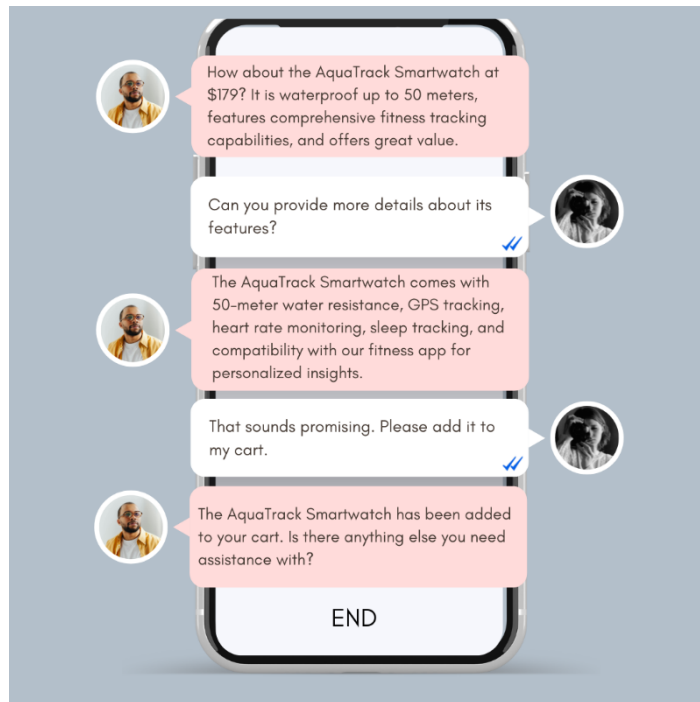 How about the AquaTrack Smartwatch at
$179? It is waterproof up to 50 meters,
features comprehensive fitness tracking
capabilities, and offers great value.
Can you provide more details about its
features?
The AquaTrack Smartwatch comes with
50-meter water resistance, GPS tracking,
heart rate monitoring, sleep tracking, and
compatibility with our fitness app for
personalized insights.
That sounds promising. Please add it to
my cart.
The AquaTrack Smartwatch has been added
to your cart. Is there anything else you need
assistance with?
END